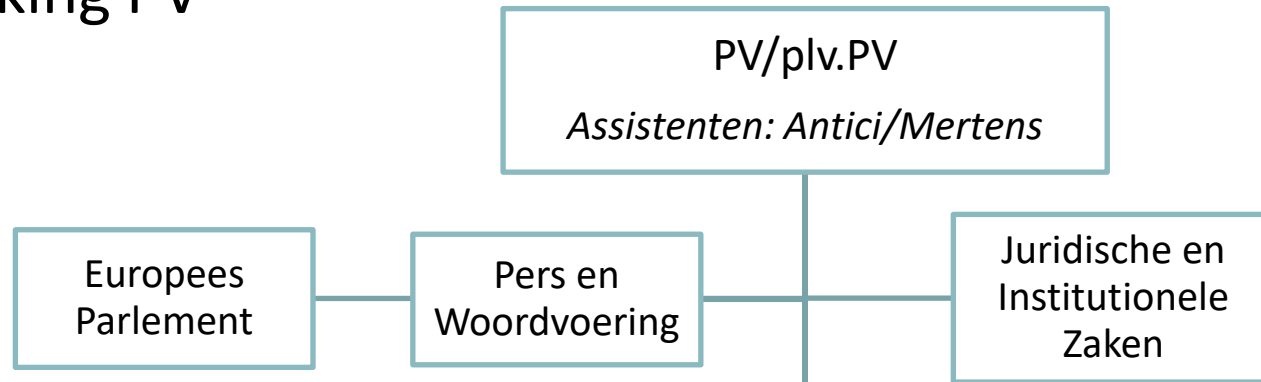 PV/plv.PV
Assistenten: Antici/Mertens
Europees
Parlement
Pers en
Woordvoering
Juridische en
Institutionele
Zaken